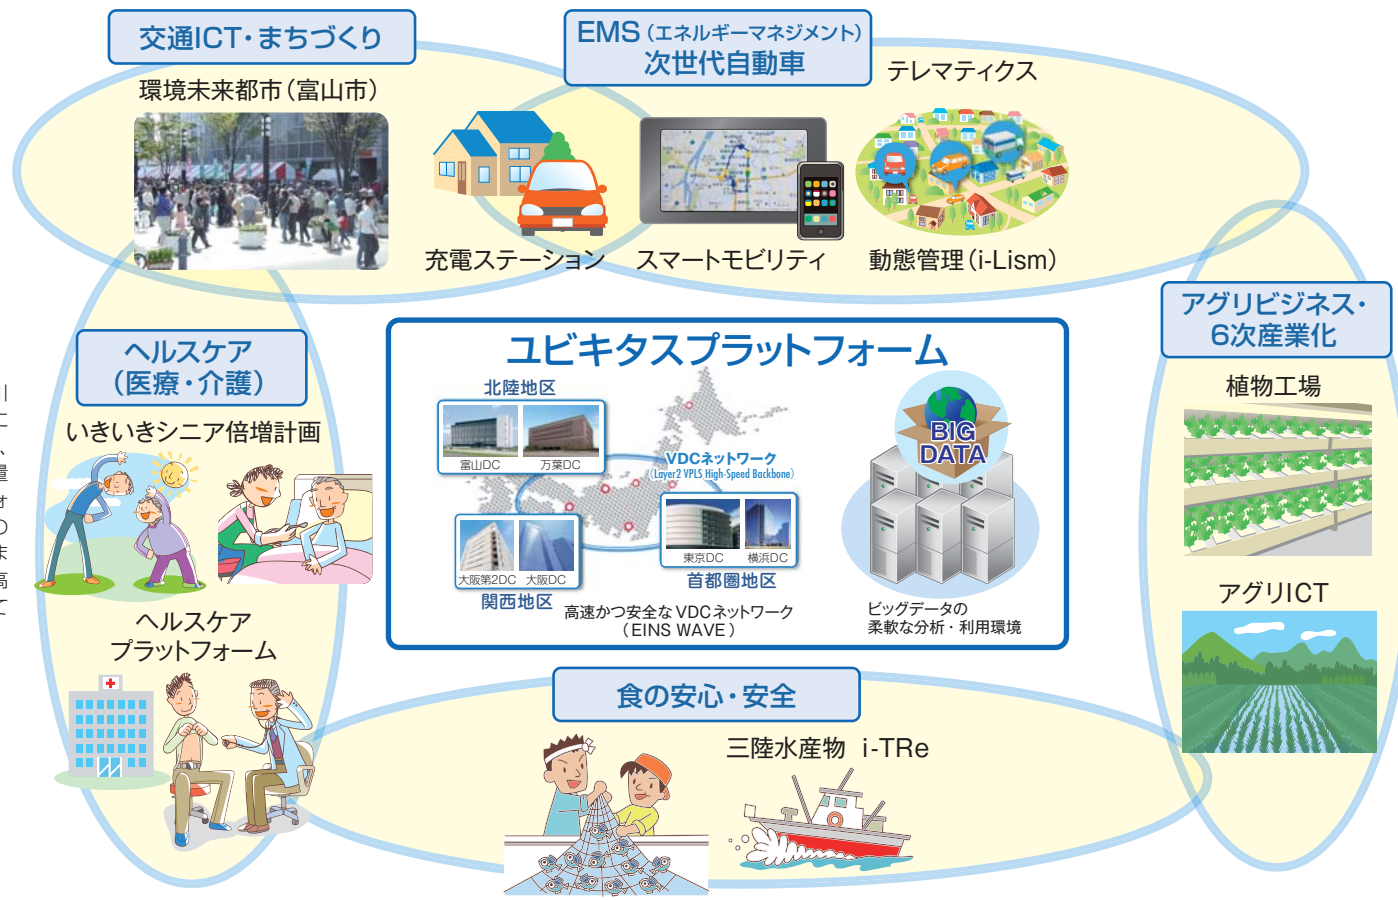 交通ICT・まちづくり
環境未来都市（富山市）
EMS（エネルギーマネジメント）
次世代自動車
テレマティクス
充電ステーション
スマートモビリティ
動態管理（i-Lism）
ヘルスケア
（医療・介護）
いきいきシニア倍増計画
ヘルスケア
プラットフォーム
ユビキタスプラットフォーム
北陸地区
富山DC
万葉DC
VDCネットワーク
（Layer2 VPLS High-Speed Backbone）
大阪第2DC
大阪DC
関西地区
東京DC
横浜DC
首都圏地区
高速かつ安全なVDCネットワーク
（EINS WAVE）
BIG
DATA
ビッグデータの
柔軟な分析・利用環境
アグリビジネス・
6次産業化
植物工場
アグリICT
食の安心・安全
三陸水産物 i-TRe